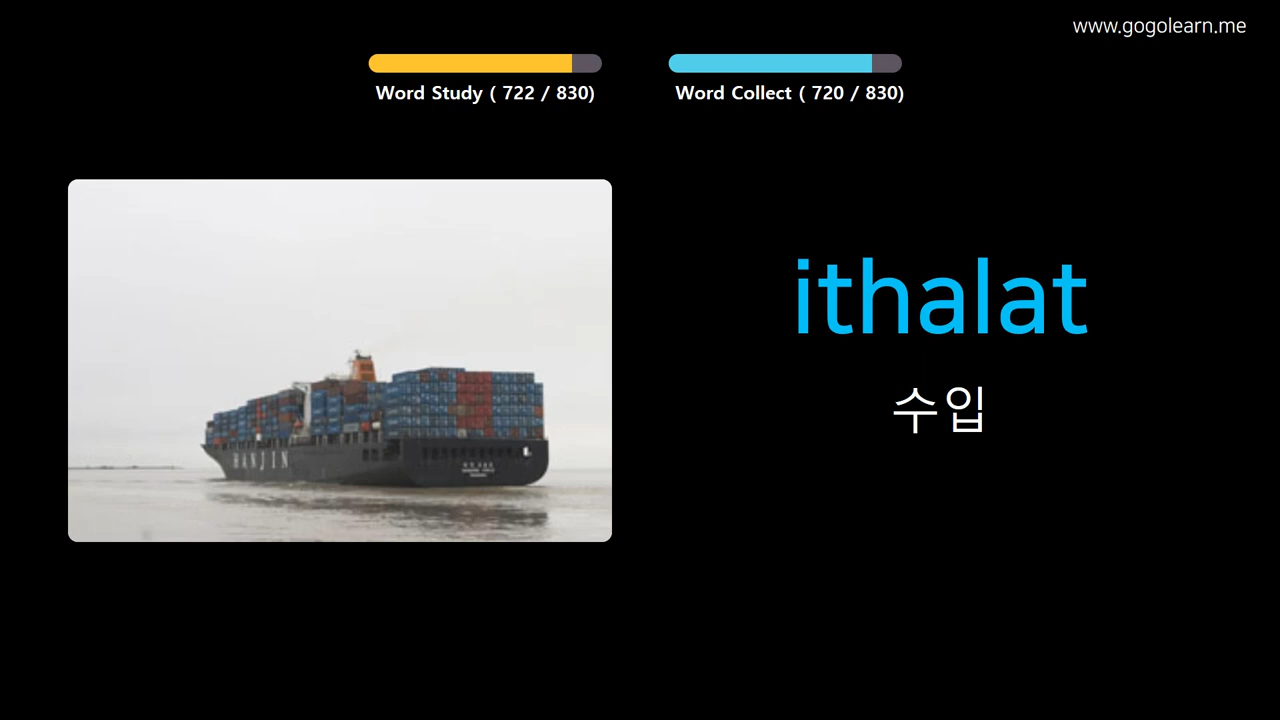 www.gogolearn.me
Word Study ( 722 / 830)
Word Collect ( 720 / 830)
ithalat
수입
HANJIN